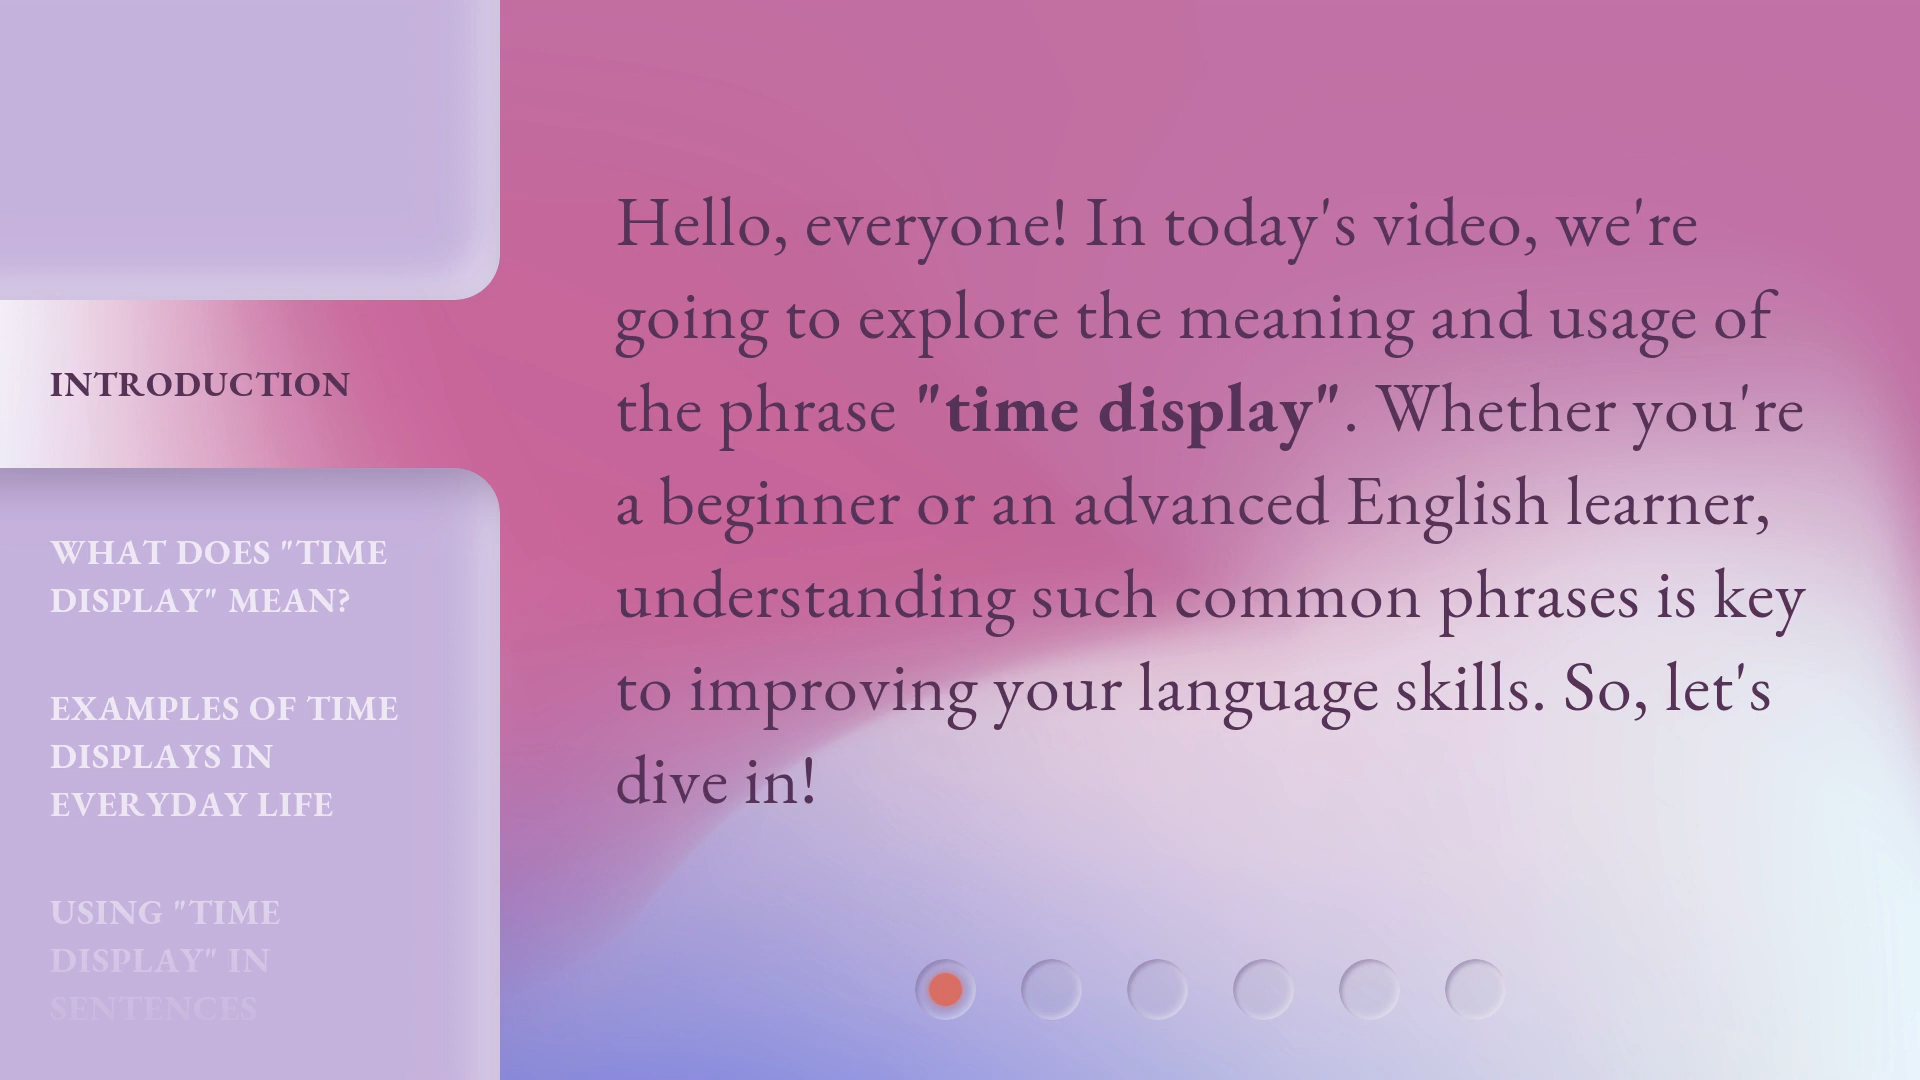 INTRODUCTION
WHAT DOES "TIME
DISPLAY" MEAN?
EXAMPLES OF TIME
DISPLAYS IN
EVERYDAY LIFE
USING "TIME
DISPLAY" IN
SENTENCES
Hello, everyone! In today's video, we're
going to explore the meaning and usage of
the phrase "time display". Whether you're
a beginner or an advanced English learner,
understanding such common phrases is key
to improving your language skills. So, let's
dive in!